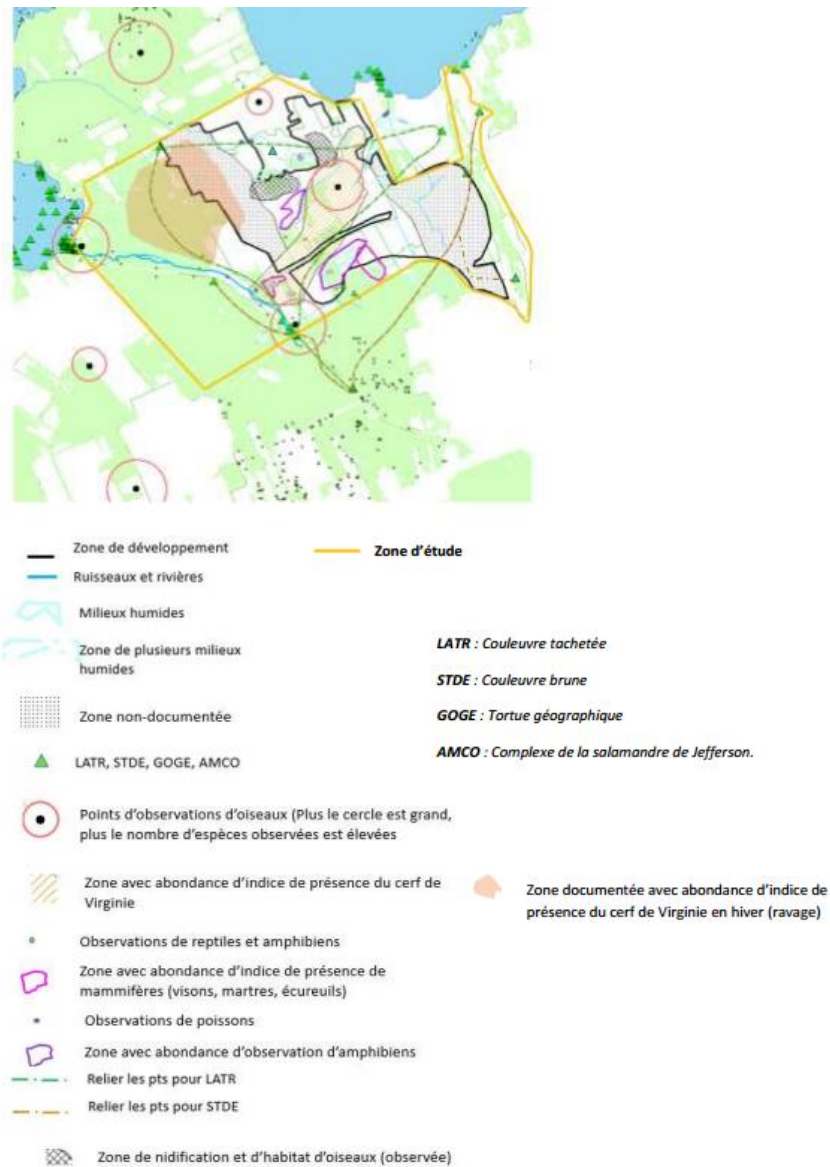 Zone de développement
Zone d'étude
Ruisseaux et rivières
Milieux humides
Zone de plusieurs milieux
humides
LATR : Couleuvre tachetée
STDE : Couleuvre brune
Zone non-documentée
GOGE : Tortue géographique
AMCO : Complexe de la salamandre de Jefferson.
LATR, STDE, GOGE, AMCO
Points d'observations d'oiseaux (Plus le cercle est grand,
plus le nombre d'espèces observées est élevées
Zone avec abondance d'indice de présence du cerf de
Virginie
Zone documentée avec abondance d'indice de
présence du cerf de Virginie en hiver (ravage)
Observations de reptiles et amphibiens
Zone avec abondance d'indice de présence de
mammifères (visons, martres, écureuils)
Observations de poissons
Zone avec abondance d'observation d'amphibiens
Relier les pts pour LATR
Relier les pts pour STDE
Zone de nidification et d'habitat d'oiseaux (observée)